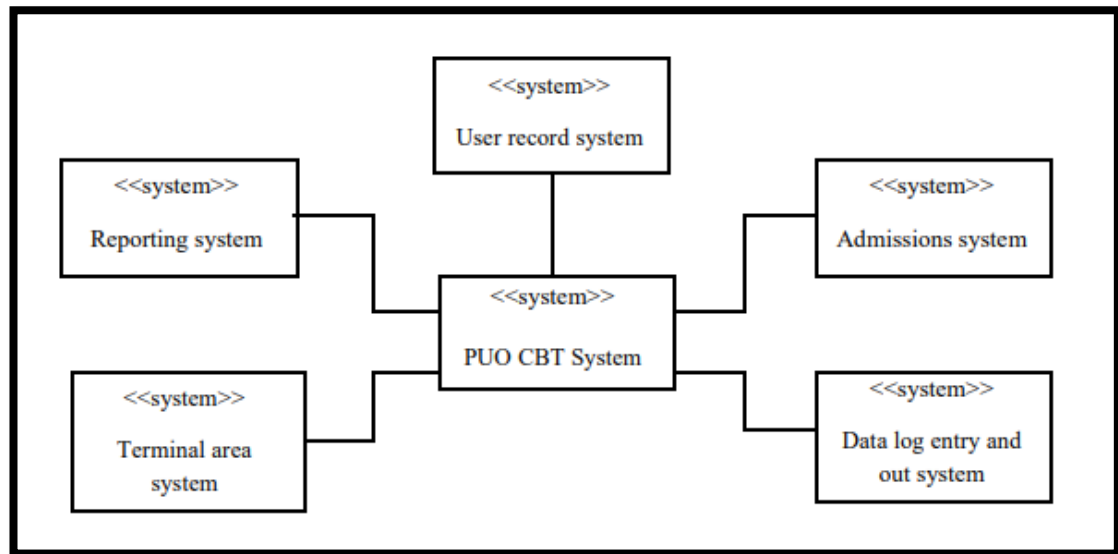 <<system>>
User record system
<<system>>
Reporting system
<<system>>
Admissions system
<<system>>
PUO CBT System
<<system>>
Terminal area
system
<<system>>
Data log entry and
out system